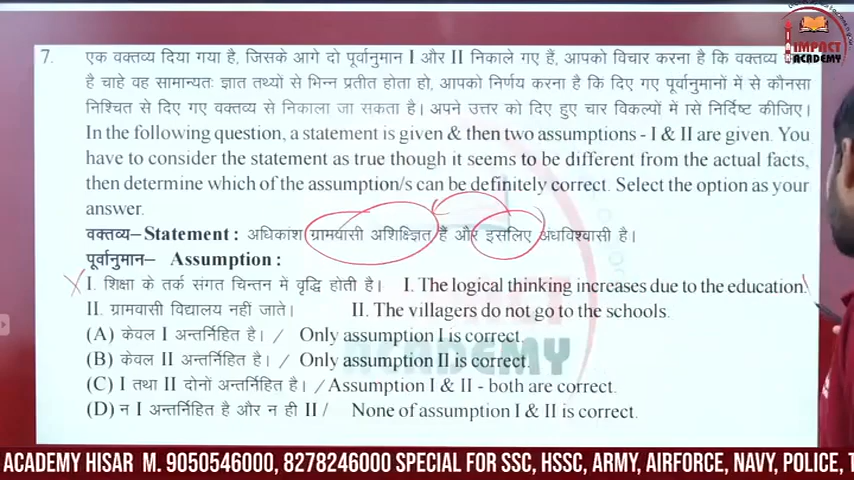 IMPACT
ACADEMY
7. एक वक्तव्य दिया गया है, जिसके आगे दो पूर्वानुमान I और II निकाले गए हैं, आपको विचार करना है कि वक्तव्य
है चाहे वह सामान्यतः ज्ञात तथ्यों से भिन्न प्रतीत होता हो, आपको निर्णय करना है कि दिए गए पूर्वानुमानों में से कौनसा
निश्चित से दिए गए वक्तव्य से निकाला जा सकता है। अपने उत्तर को दिए हुए चार विकल्पों में 1से निर्दिष्ट कीजिए।
In the following question, a statement is given & then two assumptions - I & II are given. You
have to consider the statement as true though it seems to be different from the actual facts,
then determine which of the assumption/s can be definitely correct. Select the option as your
answer.
वक्तव्य– Statement : अधिकाश ग्रामवासी अशिक्षित हैं और इसलिए अंधविश्वासी है।
पूर्वानुमान– Assumption :
I. शिक्षा के तर्क संगत चिन्तन में वृद्धि होती है। I. The logical thinking increases due to the education.
II. ग्रामवासी विद्यालय नहीं जाते। II. The villagers do not go to the schools.
(A) केवल I अन्तर्निहित है। / Only assumption I is correct.
(B) केवल II अन्तर्निहित है। / Only assumption II is correct.
(C) I तथा II दोनों अन्तर्निहित है। / Assumption I & II - both are correct.
(D) न I अन्तर्निहित है और न ही II / None of assumption I & II is correct.
ACADEMY HISAR M. 9050546000, 8278246000 SPECIAL FOR SSC, HSSC, ARMY, AIRFORCE, NAVY, POLICE,